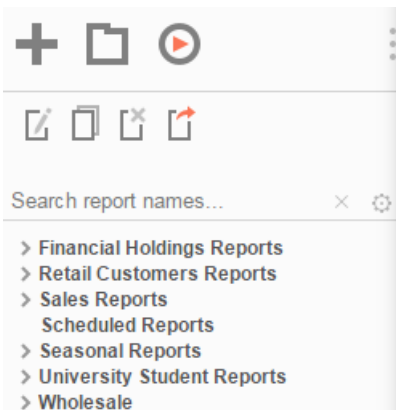 Search report names...
Financial Holdings Reports
Retail Customers Reports
Sales Reports
Scheduled Reports
Seasonal Reports
University Student Reports
Wholesale